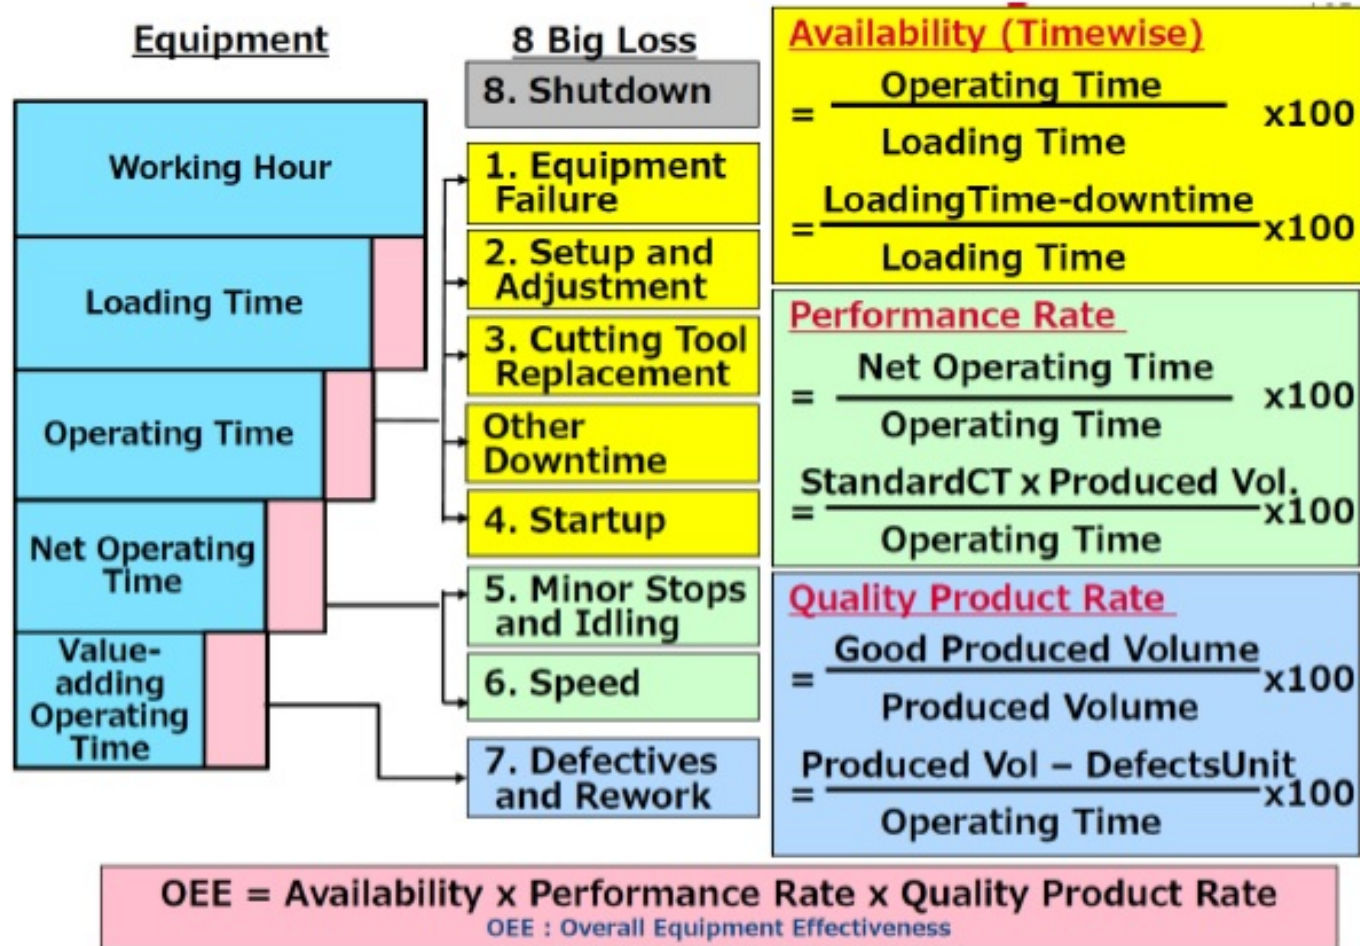 Equipment
Working Hour
Loading Time
Operating Time
Net Operating
Time
Value-
adding
Operating
Time
8 Big Loss
8. Shutdown
1. Equipment
Failure
2. Setup and
Adjustment
3. Cutting Tool
Replacement
Other
Downtime
4. Startup
5. Minor Stops
and Idling
6. Speed
7. Defectives
and Rework
Availability (Timewise)
= Operating Time x100
Loading Time
= LoadingTime-downtime x100
Loading Time
Performance Rate
= Net Operating Time x100
Operating Time
= StandardCT x Produced Vol. x100
Operating Time
Quality Product Rate
= Good Produced Volume x100
Produced Volume
= Produced Vol – DefectsUnit x100
Operating Time
OEE = Availability x Performance Rate x Quality Product Rate
OEE : Overall Equipment Effectiveness